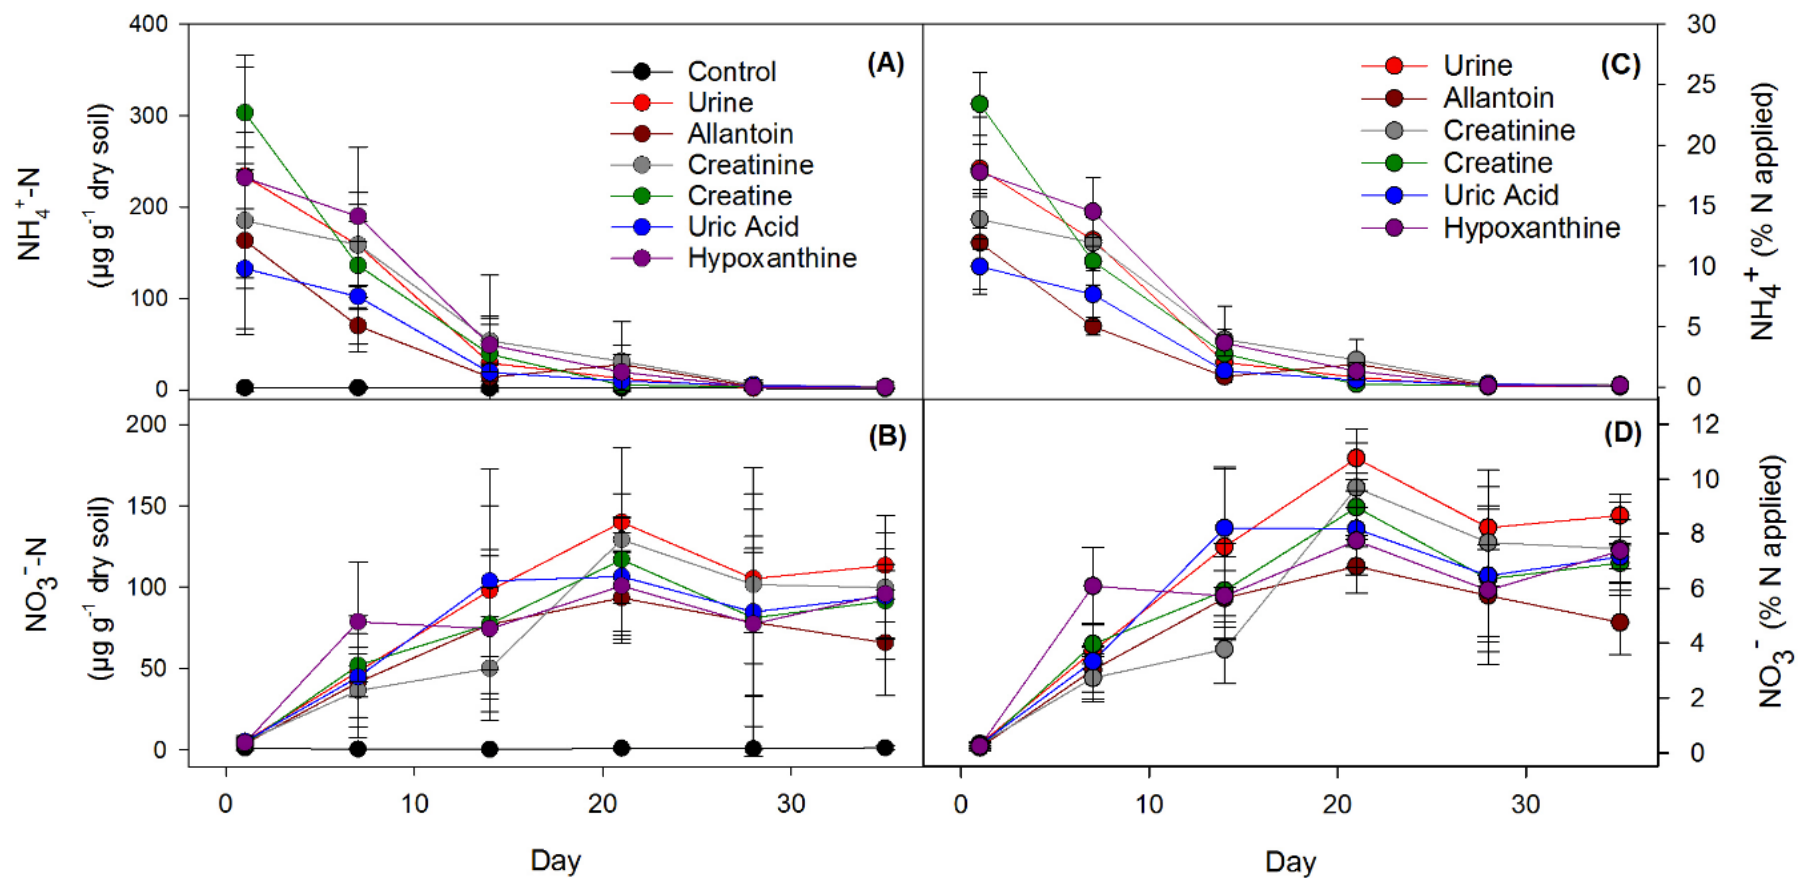 NH₄⁺-N
(µg g⁻¹ dry soil)
400
300
200
100
0
(A)
Control
Urine
Allantoin
Creatinine
Creatine
Uric Acid
Hypoxanthine
(C)
Urine
Allantoin
Creatinine
Creatine
Uric Acid
Hypoxanthine
30
25
20
15
10
5
0
NH₄⁺ (% N applied)
NO₃⁻-N
(µg g⁻¹ dry soil)
200
150
100
50
0
(B)
(D)
12
10
8
6
4
2
0
NO₃⁻ (% N applied)
0 10 20 30
0 10 20 30
Day
Day